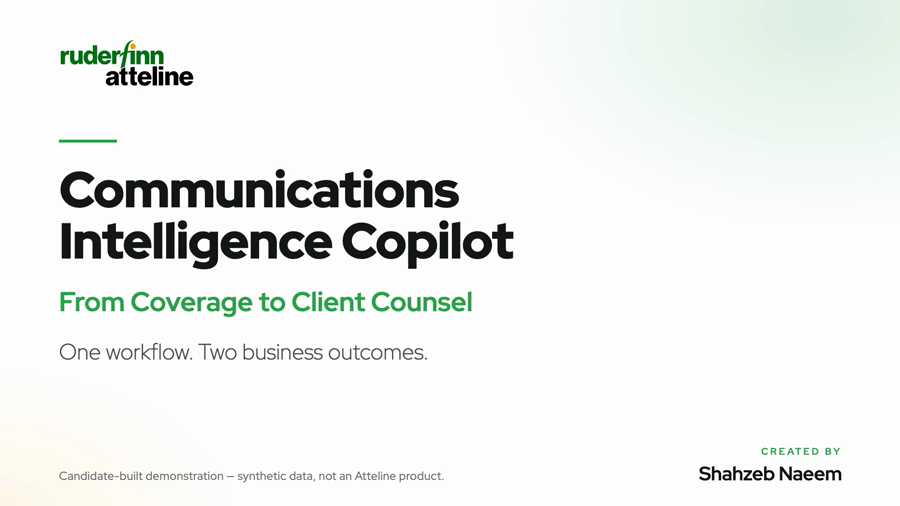 ruderfinn
atteline
Communications
Intelligence Copilot
From Coverage to Client Counsel
One workflow. Two business outcomes.
Candidate-built demonstration — synthetic data, not an Atteline product.
CREATED BY
Shahzeb Naeem